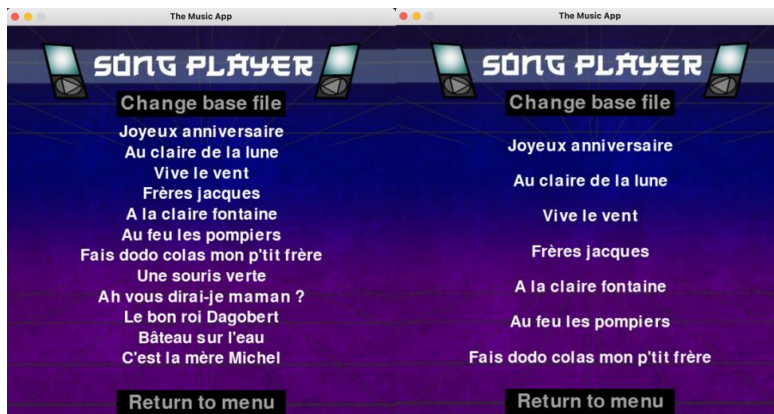 The Music App
SONG PLAYER
Change base file
Joyeux anniversaire
Au claire de la lune
Vive le vent
Frères jacques
A la claire fontaine
Au feu les pompiers
Fais dodo colas mon p'tit frère
Une souris verte
Ah vous dirai-je maman ?
Le bon roi Dagobert
Bâteau sur l'eau
C'est la mère Michel
Return to menu
The Music App
SONG PLAYER
Change base file
Joyeux anniversaire
Au claire de la lune
Vive le vent
Frères jacques
A la claire fontaine
Au feu les pompiers
Fais dodo colas mon p'tit frère
Return to menu